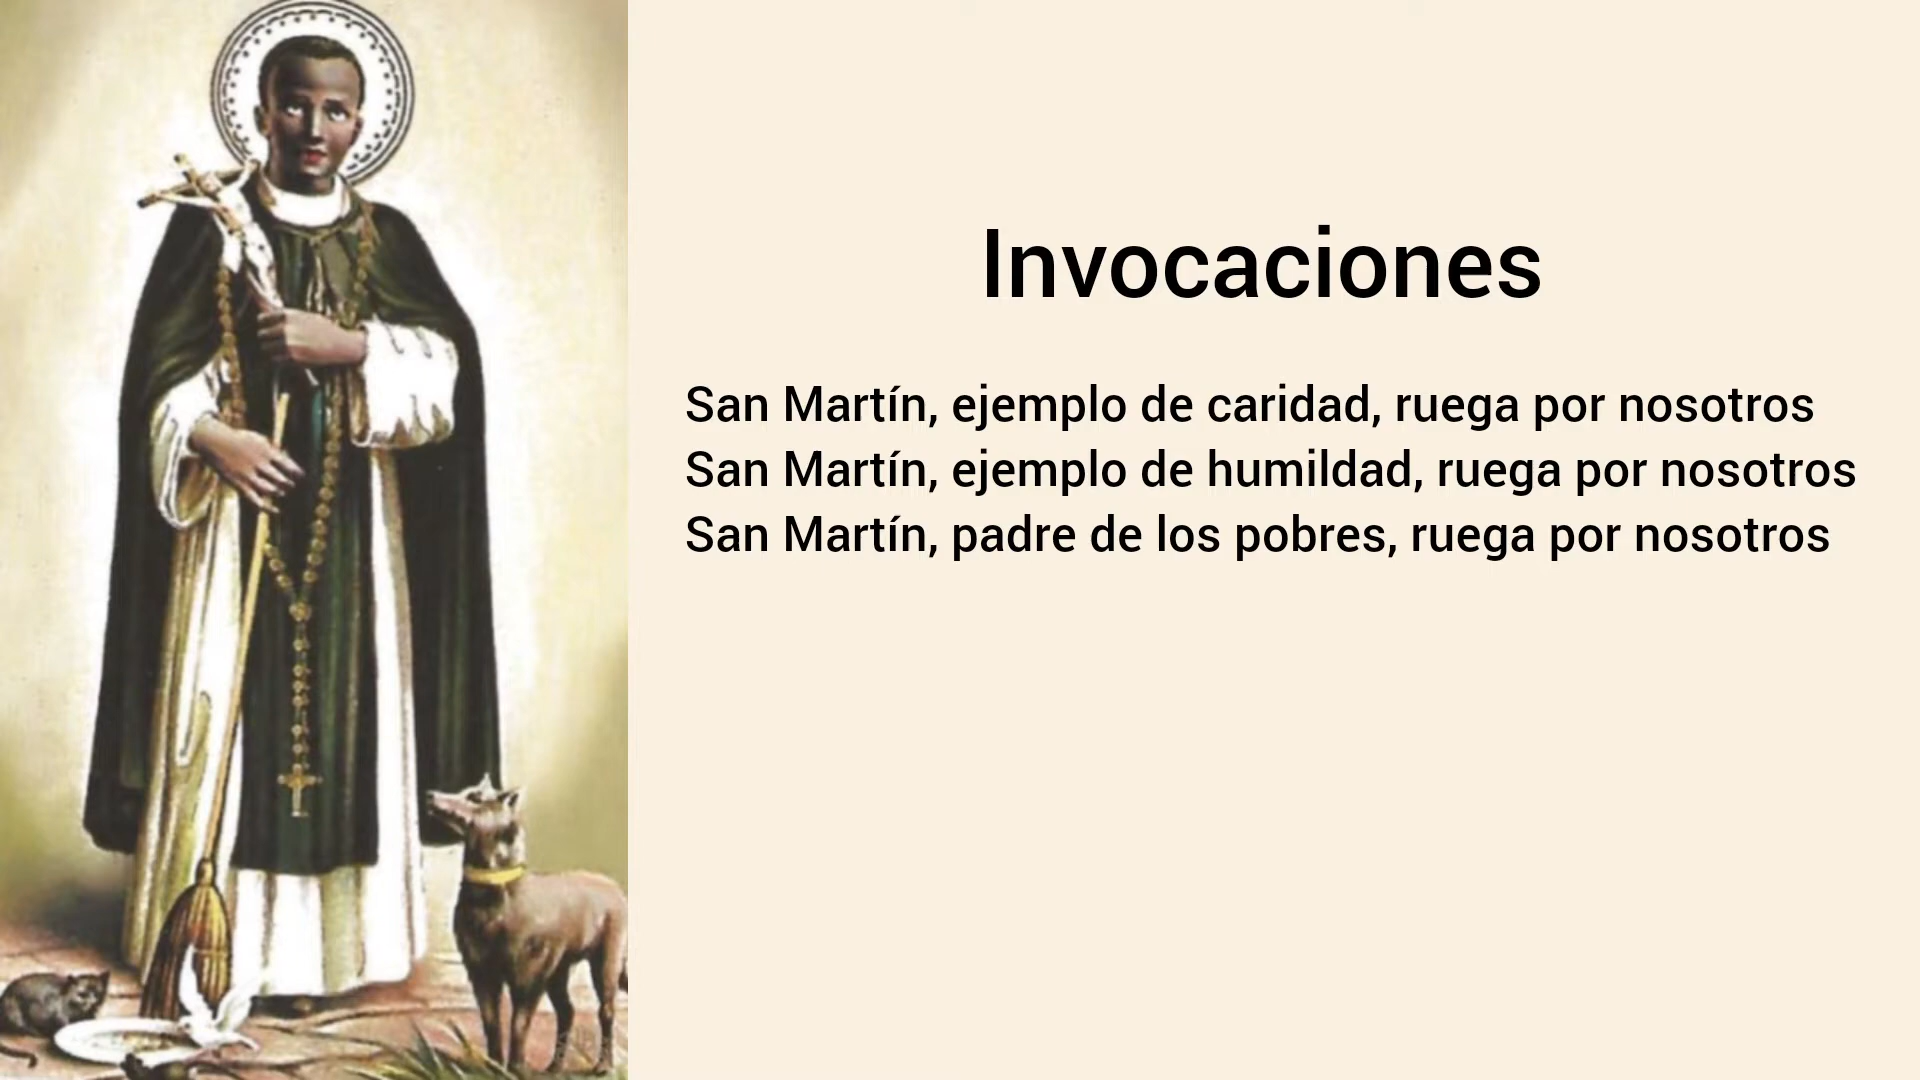 Invocaciones
San Martín, ejemplo de caridad, ruega por nosotros
San Martín, ejemplo de humildad, ruega por nosotros
San Martín, padre de los pobres, ruega por nosotros